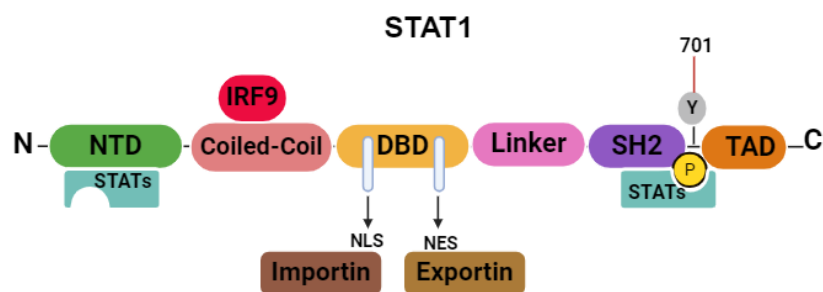 STAT1
701
IRF9
Y
N
NTD
Coiled-Coil
DBD
Linker
SH2
TAD
C
P
STATs
STATs
NLS
NES
Importin
Exportin